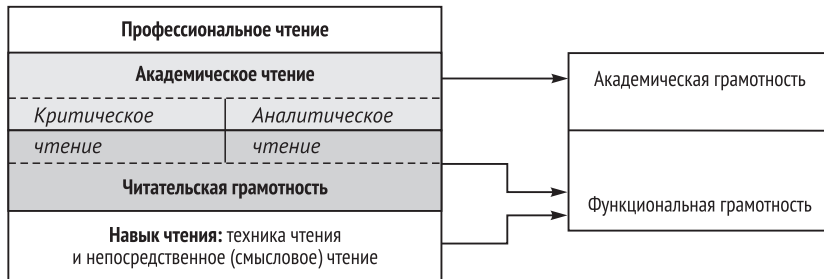 Профессиональное чтение
Академическое чтение
Критическое Аналитическое
чтение чтение
Читательская грамотность
Навык чтения: техника чтения
и непосредственное (смысловое) чтение
Академическая грамотность
Функциональная грамотность